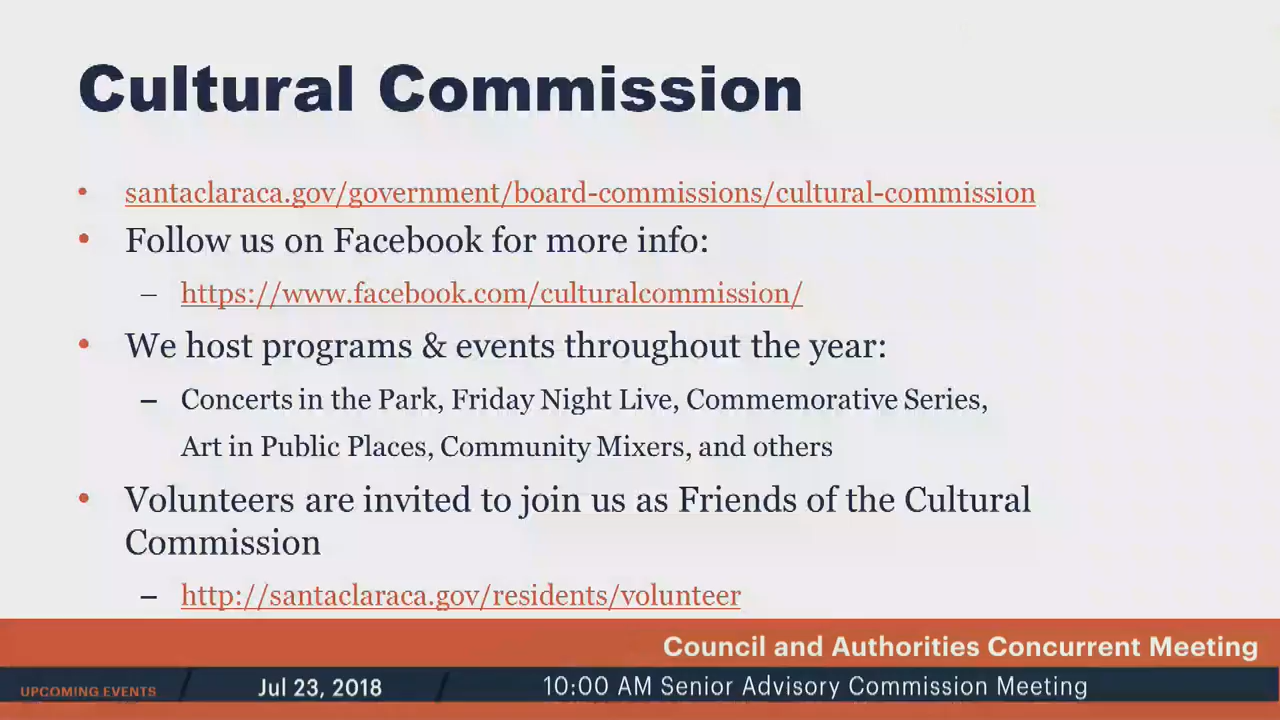 Cultural Commission
• santaclaraca.gov/government/board-commissions/cultural-commission
• Follow us on Facebook for more info:
– https://www.facebook.com/culturalcommission/
• We host programs & events throughout the year:
– Concerts in the Park, Friday Night Live, Commemorative Series,
Art in Public Places, Community Mixers, and others
• Volunteers are invited to join us as Friends of the Cultural
Commission
– http://santaclaraca.gov/residents/volunteer
Council and Authorities Concurrent Meeting
UPCOMING EVENTS / Jul 23, 2018 / 10:00 AM Senior Advisory Commission Meeting